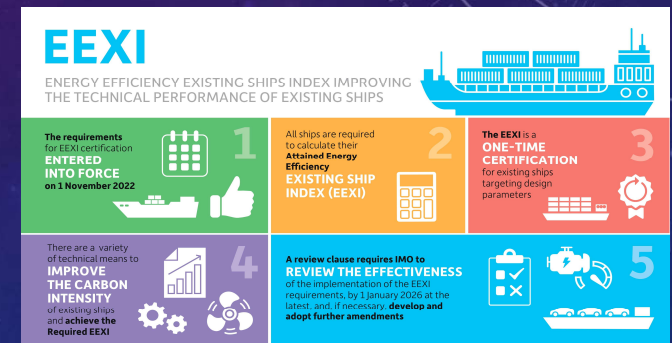 EEXI
ENERGY EFFICIENCY EXISTING SHIPS INDEX IMPROVING
THE TECHNICAL PERFORMANCE OF EXISTING SHIPS
The requirements
for EEXI certification
ENTERED
INTO FORCE
on 1 November 2022
1
All ships are required
to calculate their
Attained Energy
Efficiency
EXISTING SHIP
INDEX (EEXI)
2
The EEXI is a
ONE-TIME
CERTIFICATION
for existing ships
targeting design
parameters
3
There are a variety
of technical means to
IMPROVE
THE CARBON
INTENSITY
of existing ships
and achieve the
Required EEXI
4
A review clause requires IMO to
REVIEW THE EFFECTIVENESS
of the implementation of the EEXI
requirements, by 1 January 2026 at the
latest, and, if necessary, develop and
adopt further amendments
5